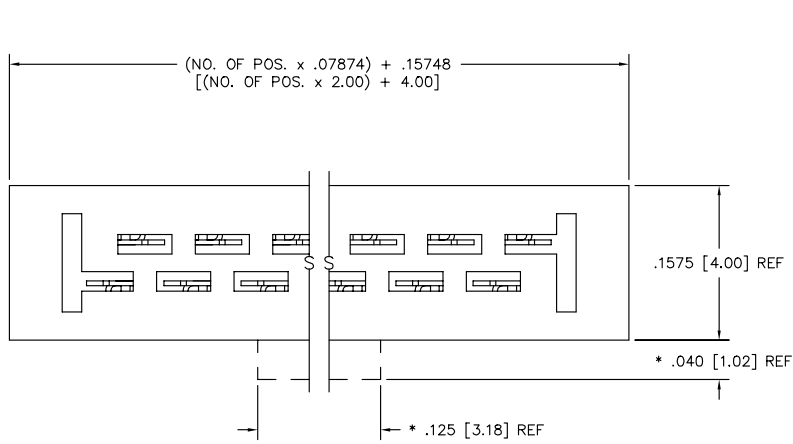 (NO. OF POS. x .07874) + .15748
[(NO. OF POS. x 2.00) + 4.00]
S S
.1575 [4.00] REF
* .040 [1.02] REF
* .125 [3.18] REF